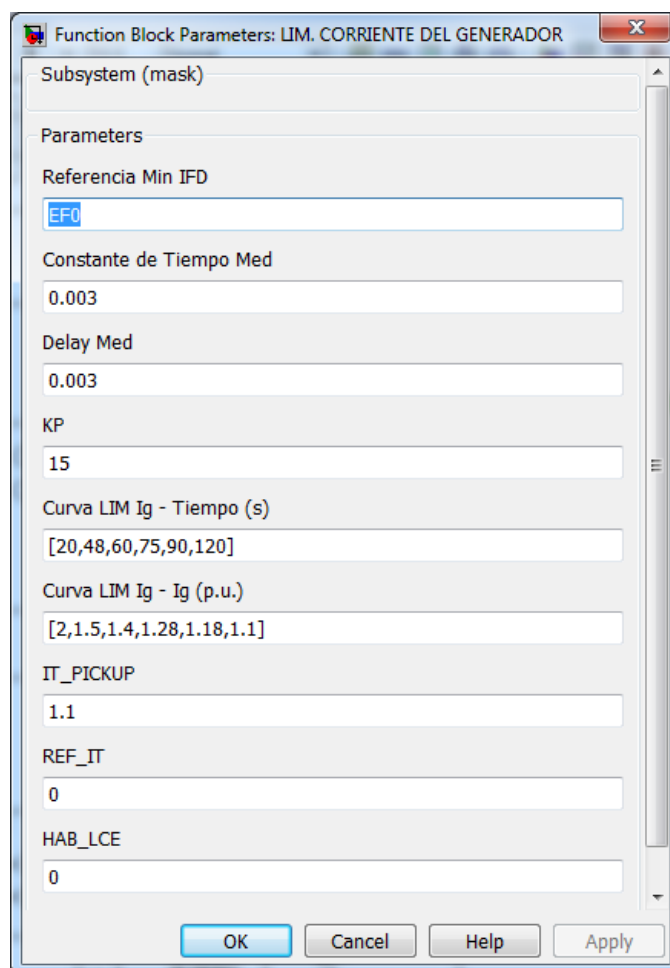 Function Block Parameters: LIM. CORRIENTE DEL GENERADOR
Subsystem (mask)
Parameters
Referencia Min IFD
EF0
Constante de Tiempo Med
0.003
Delay Med
0.003
KP
15
Curva LIM Ig - Tiempo (s)
[20,48,60,75,90,120]
Curva LIM Ig - Ig (p.u.)
[2,1.5,1.4,1.28,1.18,1.1]
IT_PICKUP
1.1
REF_IT
0
HAB_LCE
0
OK Cancel Help Apply